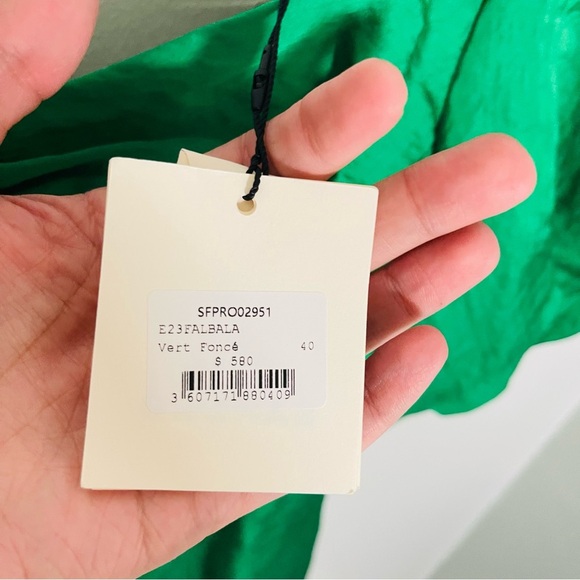 SFPRO02951
E23FALBALA
Vert Foncé 40
$ 580
3 607171 880409